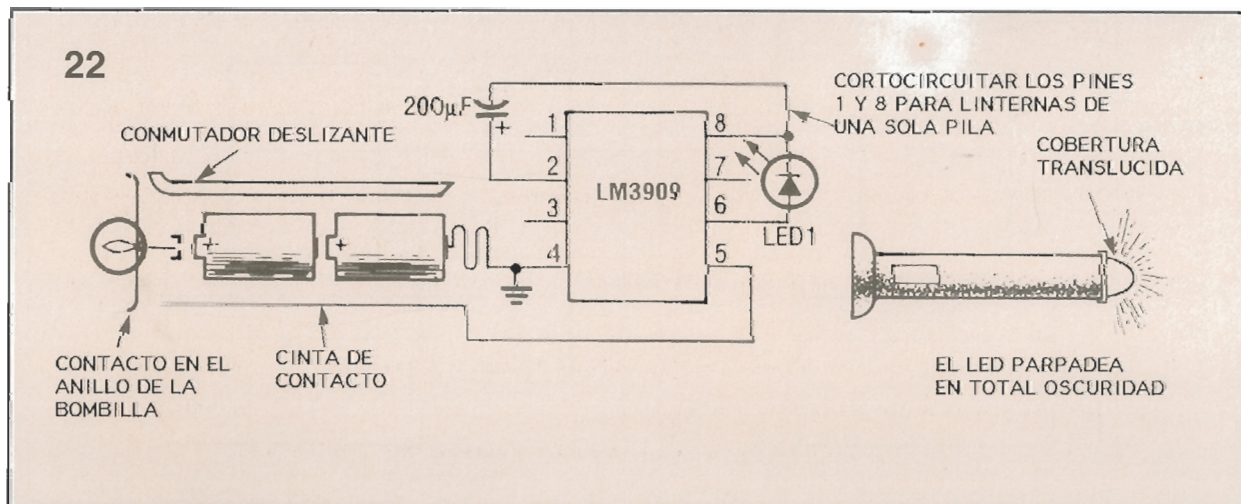 22
CORTOCIRCUITAR LOS PINES
1 Y 8 PARA LINTERNAS DE
UNA SOLA PILA
200µF
CONMUTADOR DESLIZANTE
COBERTURA
TRANSLUCIDA
+
1
8
2
7
LM3909
3
6
LED1
4
5
+
+
CONTACTO EN EL
ANILLO DE LA
BOMBILLA
CINTA DE
CONTACTO
EL LED PARPADEA
EN TOTAL OSCURIDAD